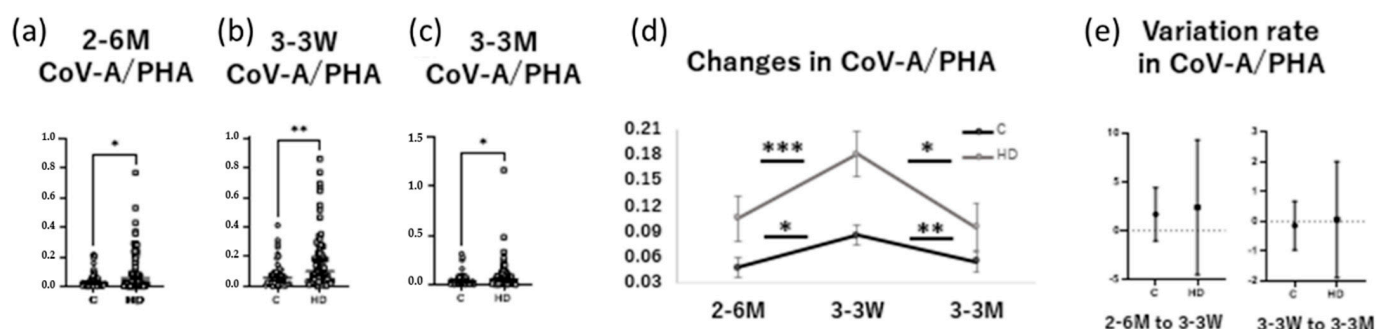 (a) 2-6M CoV-A/PHA
1.0
0.8
0.6
0.4
0.2
0.0
*
C HD
(b) 3-3W CoV-A/PHA
1.0
0.8
0.6
0.4
0.2
0.0
**
C HD
(c) 3-3M CoV-A/PHA
1.5
1.0
0.5
0.0
*
C HD
(d) Changes in CoV-A/PHA
0.21
0.18
0.15
0.12
0.09
0.06
0.03
*** *
* **
C
HD
2-6M 3-3W 3-3M
(e) Variation rate
in CoV-A/PHA
10
5
0
-5
C HD
2-6M to 3-3W
3
2
1
0
-1
-2
C HD
3-3W to 3-3M